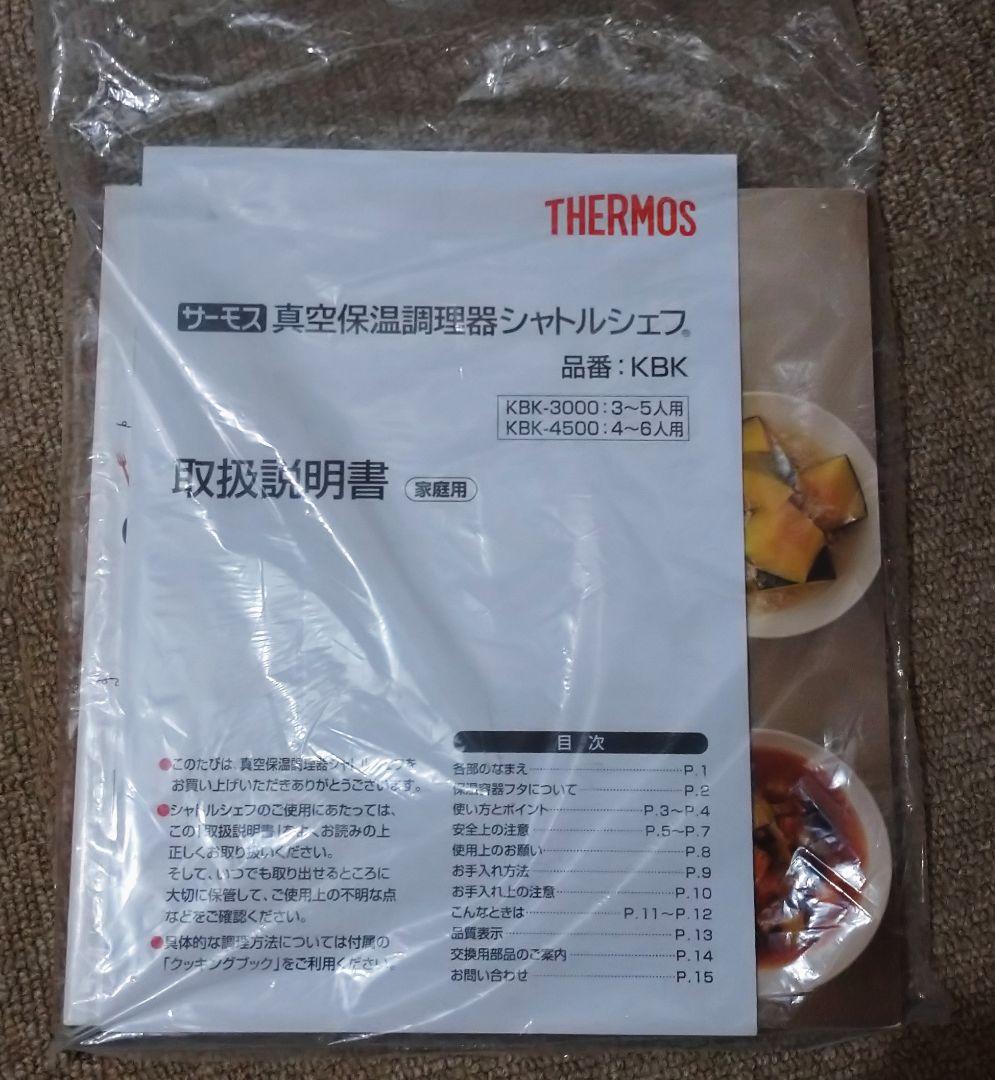 THERMOS
サーモス 真空保温調理器シャトルシェフ®
品番：KBK
KBK-3000：3〜5人用
KBK-4500：4〜6人用
取扱説明書 家庭用
●このたびは、真空保温調理器シャトルシェフを
お買い上げいただきありがとうございます。
●シャトルシェフのご使用にあたっては、
この「取扱説明書」をよくお読みの上
正しくお取り扱いください。
そして、いつでも取り出せるところに
大切に保管して、ご使用上の不明な点
などをご確認ください。
●具体的な調理方法については付属の
「クッキングブック」をご利用ください。
目次
各部のなまえ P.1
保温容器フタについて P.2
使い方とポイント P.3〜P.4
安全上の注意 P.5〜P.7
使用上のお願い P.8
お手入れ方法 P.9
お手入れ上の注意 P.10
こんなときは P.11〜P.12
品質表示 P.13
交換用部品のご案内 P.14
お問い合わせ P.15